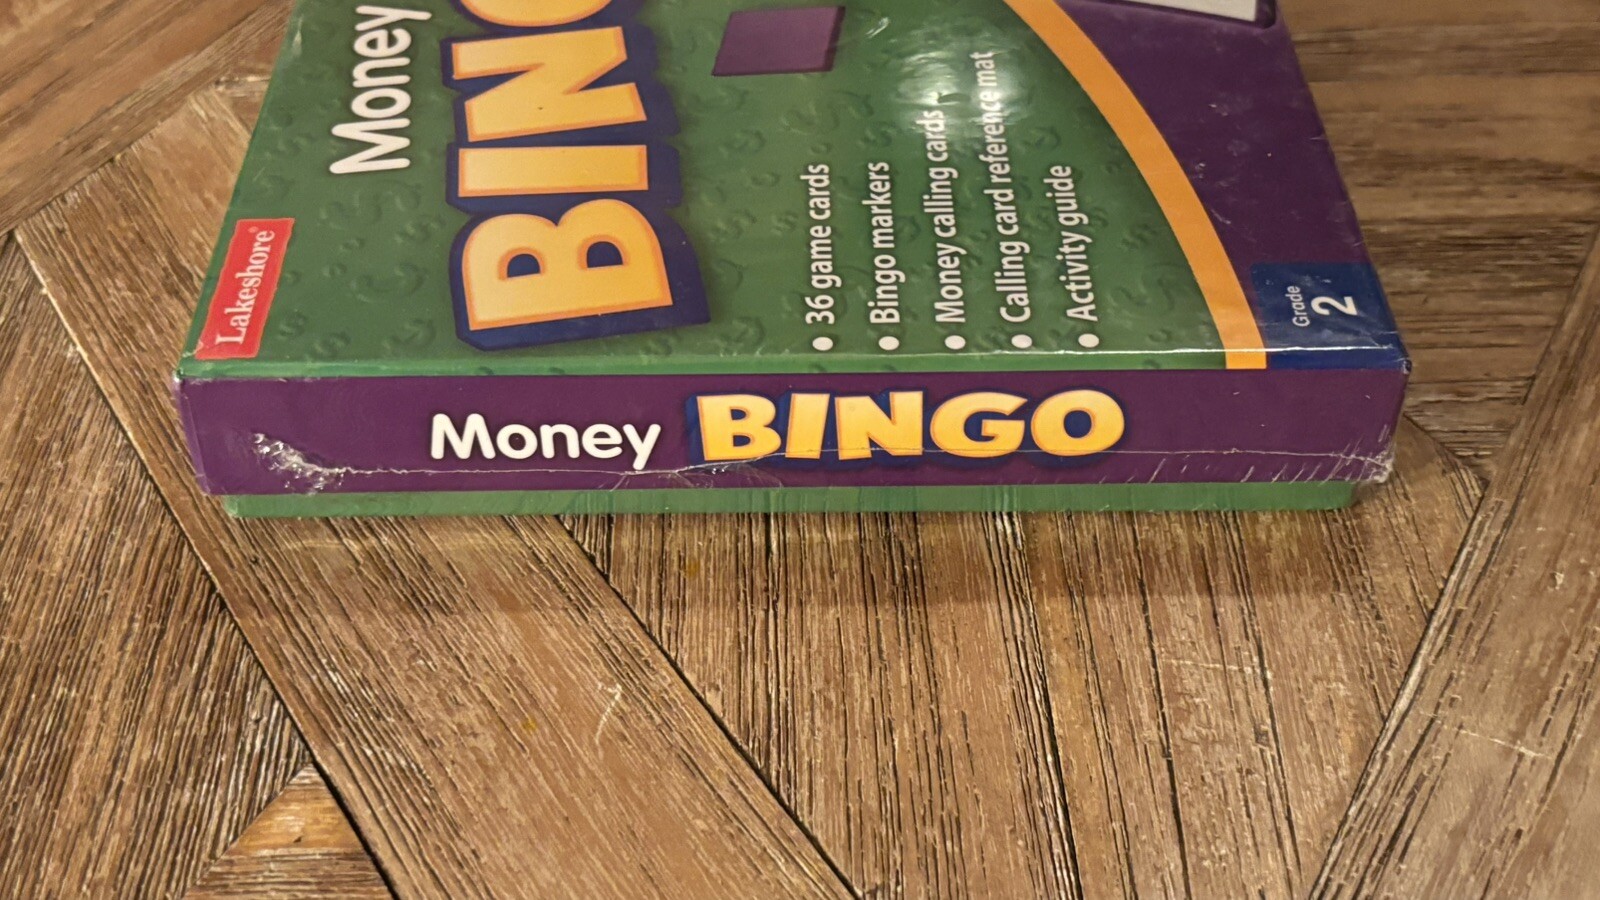 Money
BINGO
Lakeshore®
• 36 game cards
• Bingo markers
• Money calling cards
• Calling card reference mat
• Activity guide
Grade
2
Money BINGO